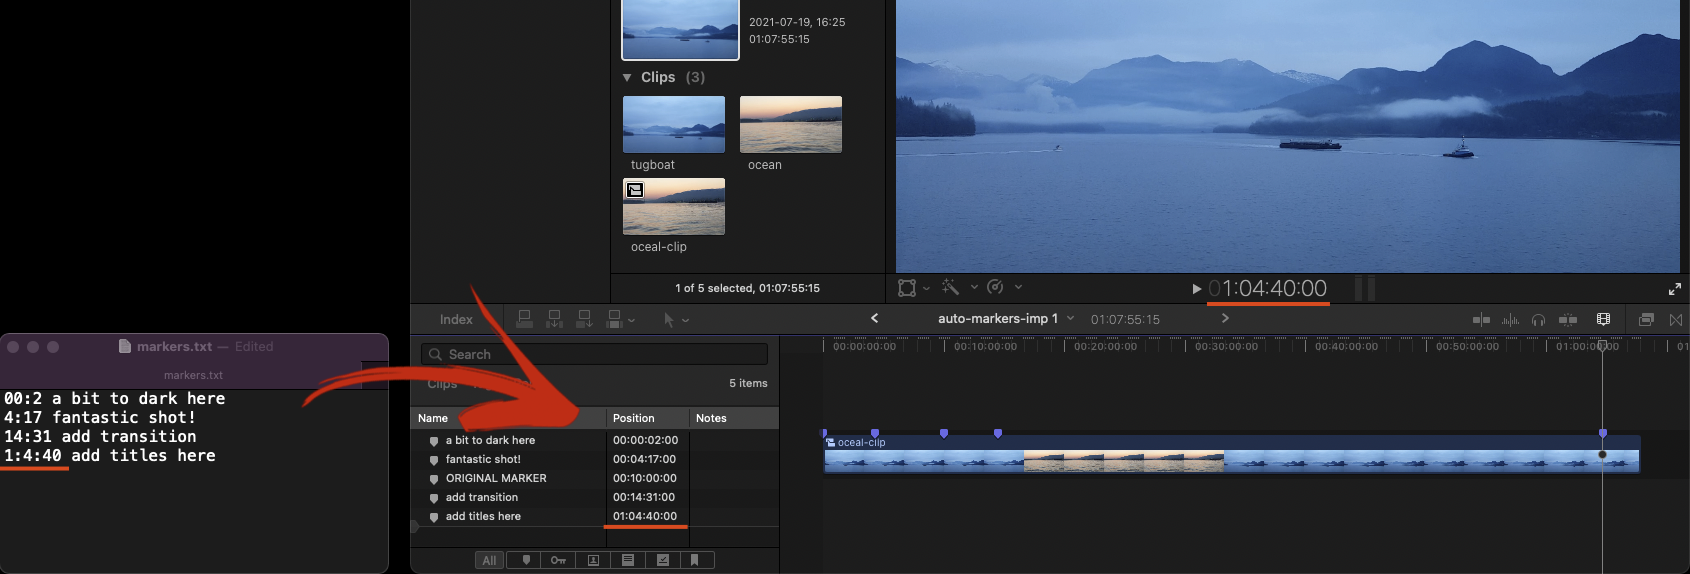 2021-07-19, 16:25
01:07:55:15
Clips (3)
tugboat
ocean
oceal-clip
1 of 5 selected, 01:07:55:15
01:04:40:00
Index
auto-markers-imp 1
01:07:55:15
markers.txt — Edited
markers.txt
00:2 a bit to dark here
4:17 fantastic shot!
14:31 add transition
1:4:40 add titles here
Search
Clips
5 items
Name Position Notes
a bit to dark here 00:00:02:00
fantastic shot! 00:04:17:00
ORIGINAL MARKER 00:10:00:00
add transition 00:14:31:00
add titles here 01:04:40:00
All
00:00:00:00 00:10:00:00 00:20:00:00 00:30:00:00 00:40:00:00 00:50:00:00
oceal-clip